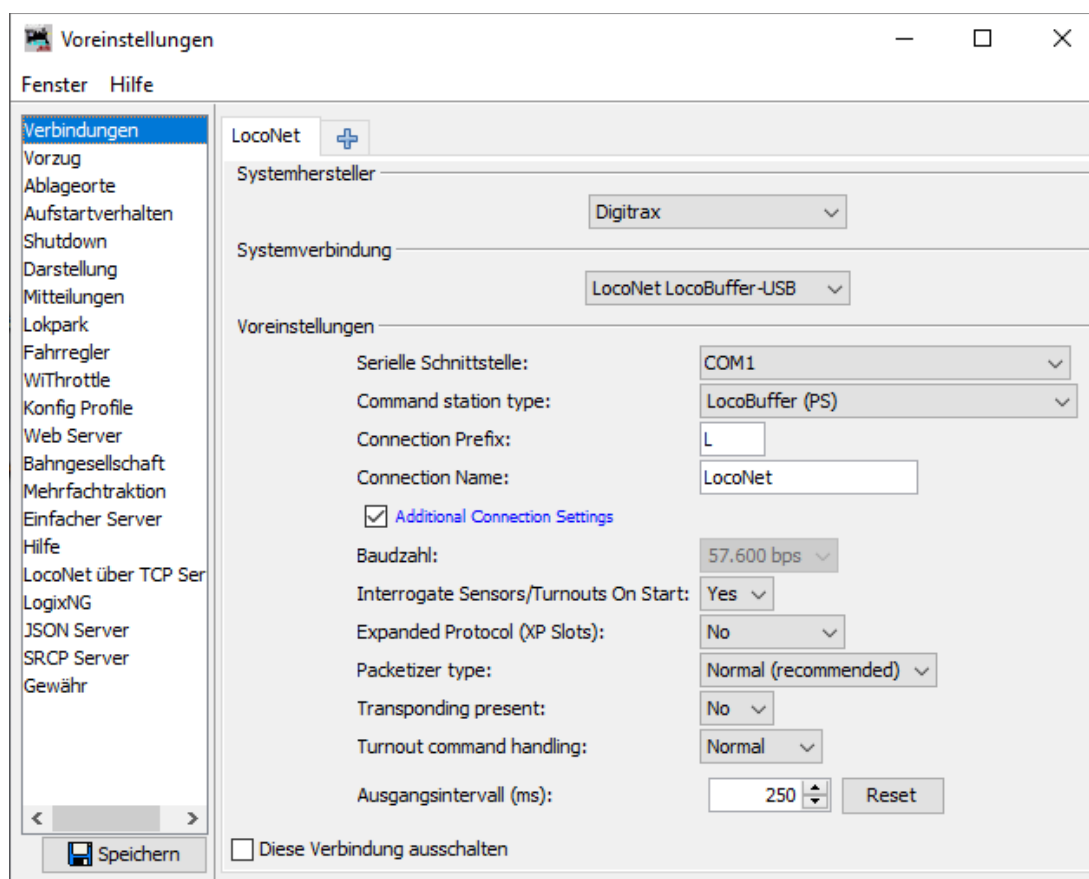 Voreinstellungen
Fenster Hilfe
Verbindungen
Vorzug
Ablageorte
Aufstartverhalten
Shutdown
Darstellung
Mitteilungen
Lokpark
Fahrregler
WiThrottle
Konfig Profile
Web Server
Bahngesellschaft
Mehrfachtraktion
Einfacher Server
Hilfe
LocoNet über TCP Ser
LogixNG
JSON Server
SRCP Server
Gewähr
Speichern
LocoNet
Systemhersteller
Digitrax
Systemverbindung
LocoNet LocoBuffer-USB
Voreinstellungen
Serielle Schnittstelle: COM1
Command station type: LocoBuffer (PS)
Connection Prefix: L
Connection Name: LocoNet
Additional Connection Settings
Baudzahl: 57.600 bps
Interrogate Sensors/Turnouts On Start: Yes
Expanded Protocol (XP Slots): No
Packetizer type: Normal (recommended)
Transponding present: No
Turnout command handling: Normal
Ausgangsintervall (ms): 250 Reset
Diese Verbindung ausschalten